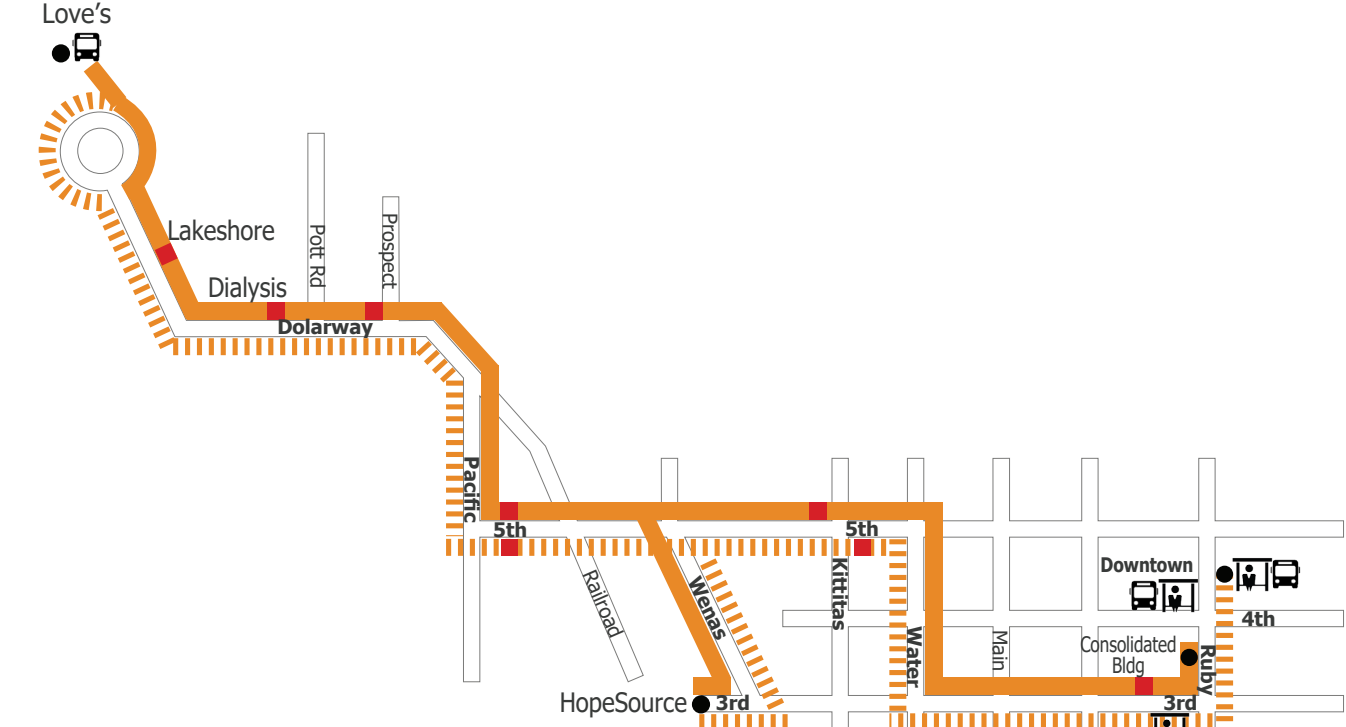 Love's
Lakeshore
Pott Rd
Prospect
Dialysis
Dolarway
Pacific
5th
5th
Railroad
Wenas
Kittitas
Downtown
4th
Water
Main
Consolidated
Bldg
Ruby
HopeSource
3rd
3rd